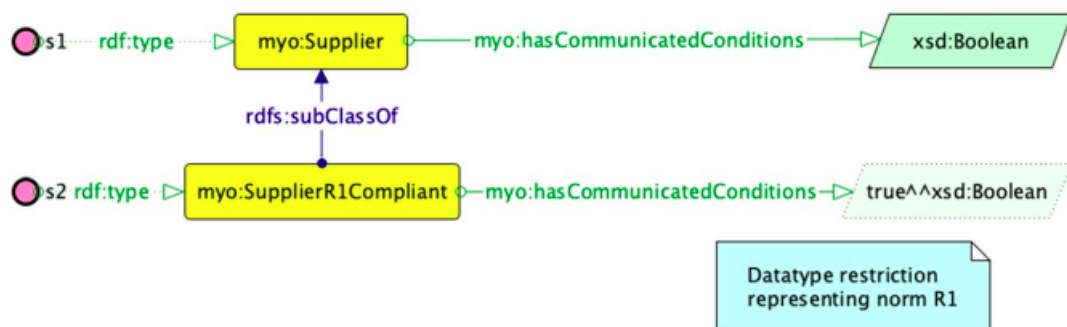 s1 rdf:type myo:Supplier myo:hasCommunicatedConditions xsd:Boolean
rdfs:subClassOf
s2 rdf:type myo:SupplierR1Compliant myo:hasCommunicatedConditions true^^xsd:Boolean
Datatype restriction
representing norm R1